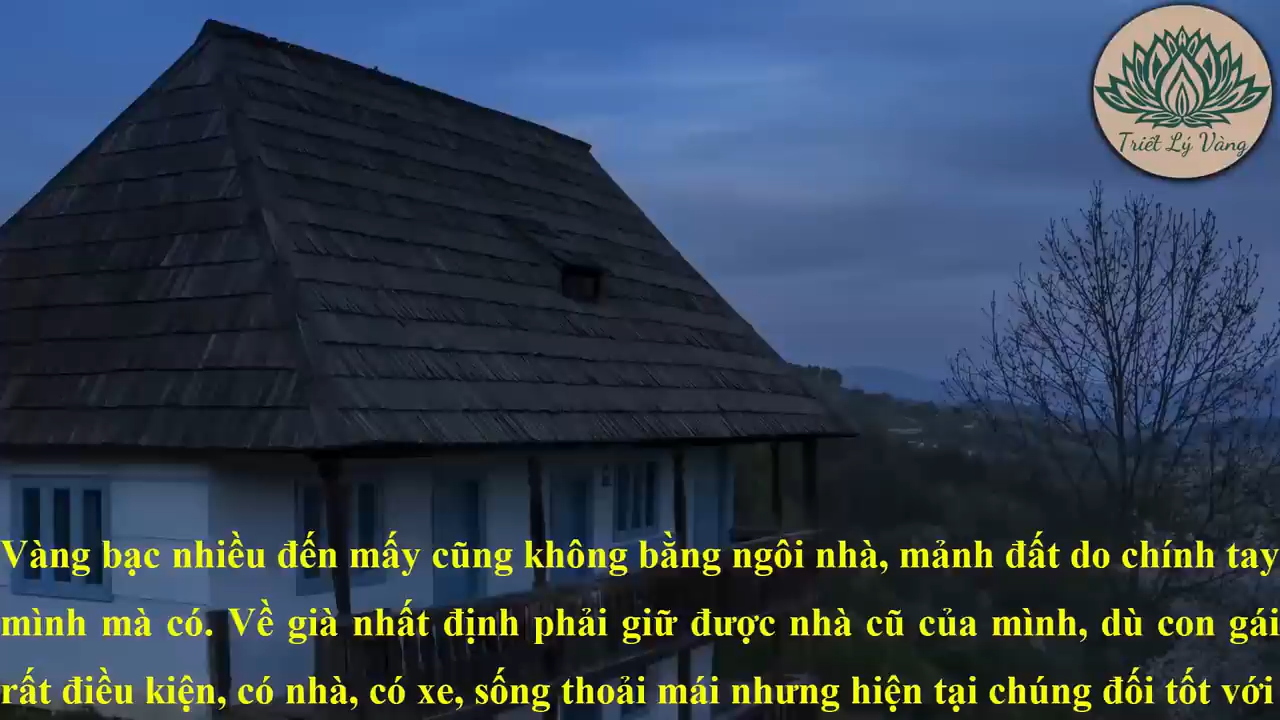 Triết Lý Vàng
Vàng bạc nhiều đến mấy cũng không bằng ngôi nhà, mảnh đất do chính tay
mình mà có. Về già nhất định phải giữ được nhà cũ của mình, dù con gái
rất điều kiện, có nhà, có xe, sống thoải mái nhưng hiện tại chúng đối tốt với